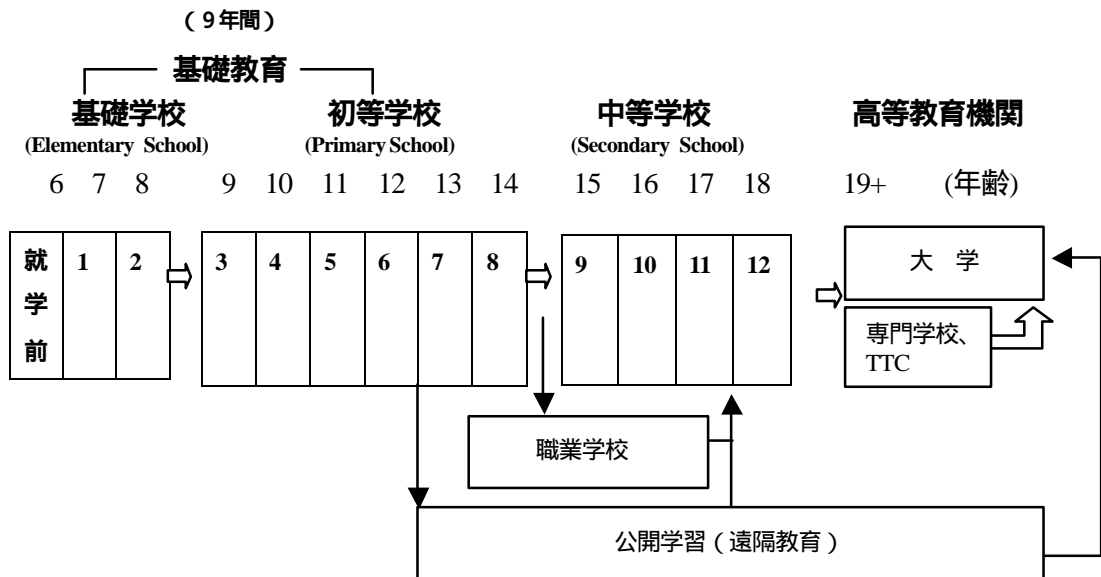 （９年間）
基礎教育
基礎学校 初等学校 中等学校 高等教育機関
(Elementary School) (Primary School) (Secondary School)
6 7 8 9 10 11 12 13 14 15 16 17 18 19+ (年齢)
就学前 1 2 3 4 5 6 7 8 9 10 11 12 大　学
専門学校、
TTC
職業学校
公開学習（遠隔教育）